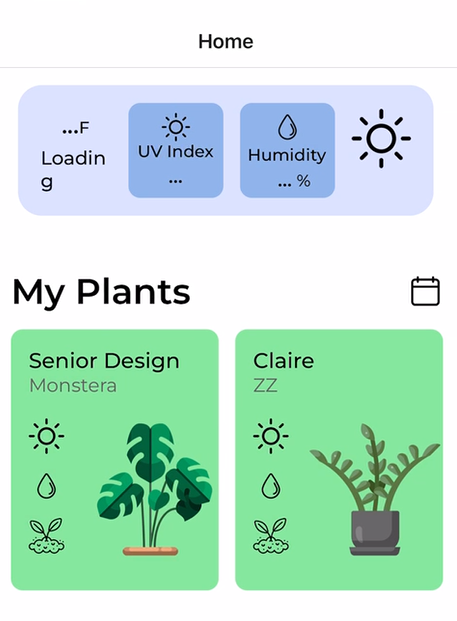 Home
...F
Loadin
g
UV Index
...
Humidity
... %
My Plants
Senior Design
Monstera
Claire
ZZ